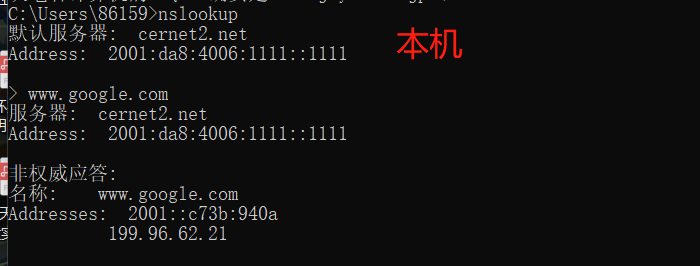 C:\Users\86159>nslookup
默认服务器:  cernet2.net
Address:  2001:da8:4006:1111::1111
本机
> www.google.com
服务器:  cernet2.net
Address:  2001:da8:4006:1111::1111
非权威应答:
名称:    www.google.com
Addresses:  2001::c73b:940a
199.96.62.21